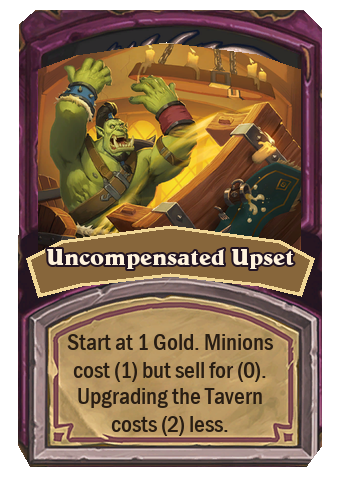 Uncompensated Upset
Start at 1 Gold. Minions
cost (1) but sell for (0).
Upgrading the Tavern
costs (2) less.